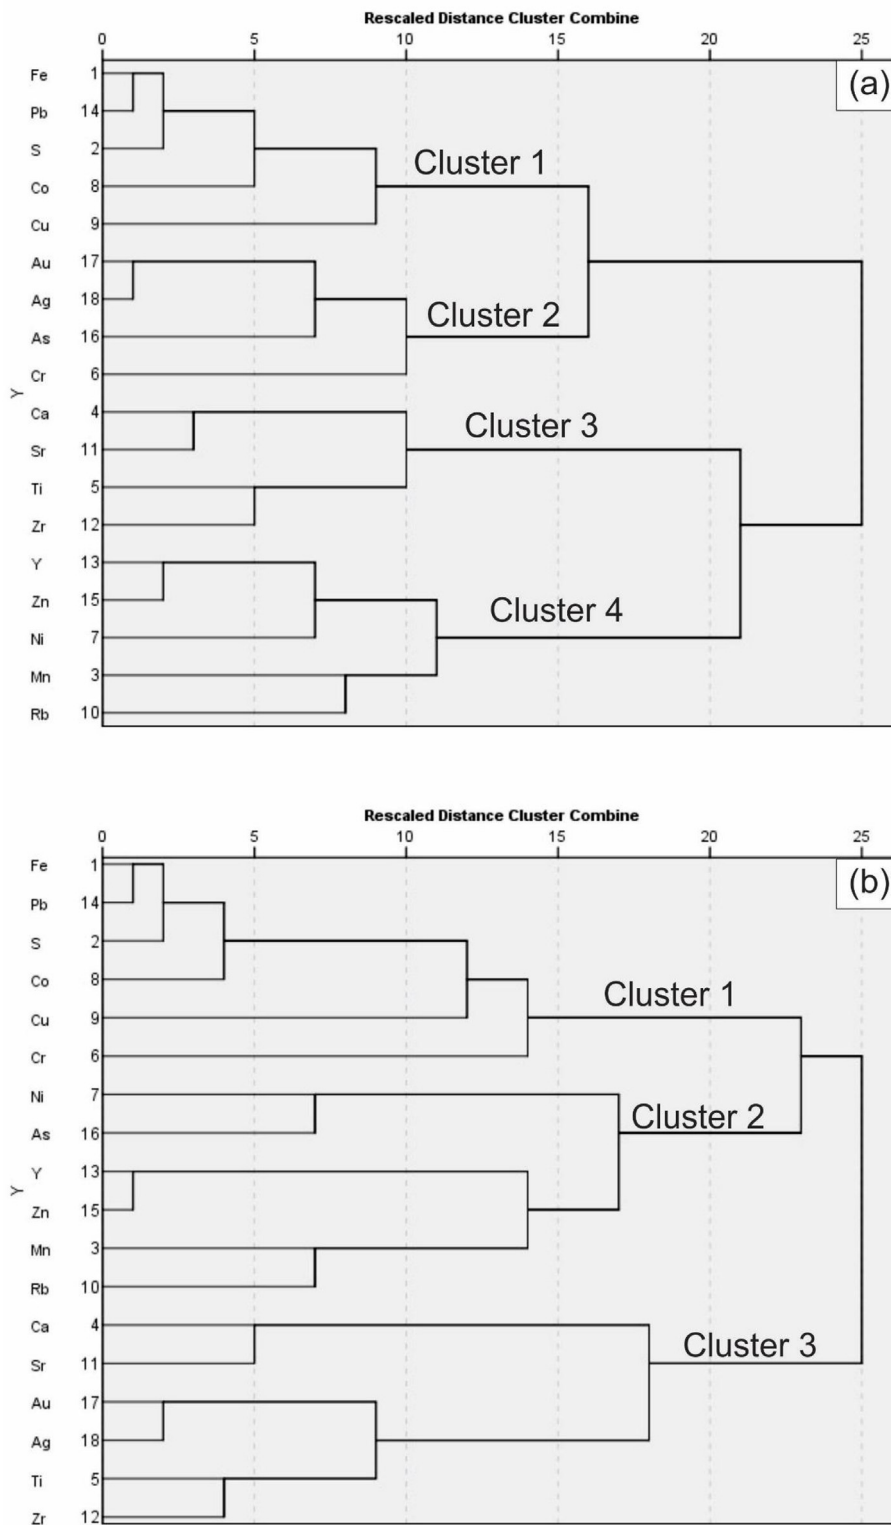 Rescaled Distance Cluster Combine
0 5 10 15 20 25
(a)
Fe 1
Pb 14
S 2
Cluster 1
Co 8
Cu 9
Au 17
Ag 18
Cluster 2
As 16
Cr 6
Y
Ca 4
Cluster 3
Sr 11
Ti 5
Zr 12
Y 13
Zn 15
Cluster 4
Ni 7
Mn 3
Rb 10
Rescaled Distance Cluster Combine
0 5 10 15 20 25
Fe 1
(b)
Pb 14
S 2
Co 8
Cluster 1
Cu 9
Cr 6
Ni 7
Cluster 2
As 16
Y 13
Y
Zn 15
Mn 3
Rb 10
Ca 4
Cluster 3
Sr 11
Au 17
Ag 18
Ti 5
Zr 12